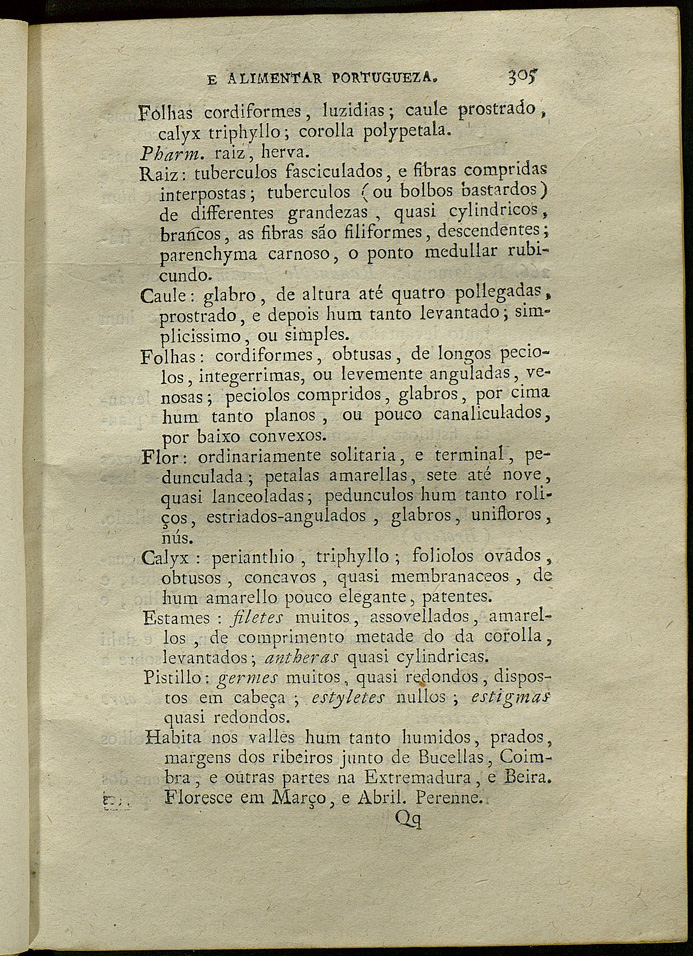 E ALIMENTAR PORTUGUEZA. 305
Folhas cordiformes, luzidias; caule prostrado,
calyx triphyllo; corolla polypetala.
Pharm. raiz, herva.
Raiz: tuberculos fasciculados, e fibras compridas
interpostas; tuberculos (ou bolbos bastardos)
de differentes grandezas, quasi cylindricos,
brancos, as fibras são filiformes, descendentes;
parenchyma carnoso, o ponto medullar rubi-
cundo.
Caule: glabro, de altura até quatro pollegadas,
prostrado, e depois hum tanto levantado; sim-
plicissimo, ou simples.
Folhas: cordiformes, obtusas, de longos pecio-
los, integerrimas, ou levemente anguladas, ve-
nosas; peciolos compridos, glabros, por cima
hum tanto planos, ou pouco canaliculados,
por baixo convexos.
Flor: ordinariamente solitaria, e terminal, pe-
dunculada; petalas amarellas, sete até nove,
quasi lanceoladas; pedunculos hum tanto roli-
ços, estriados-angulados, glabros, unifloros,
nús.
Calyx: perianthio, triphyllo; foliolos ovados,
obtusos, concavos, quasi membranaceos, de
hum amarello pouco elegante, patentes.
Estames: filetes muitos, assovellados, amarel-
los, de comprimento metade do da corolla,
levantados; antheras quasi cylindricas.
Pistillo: germes muitos, quasi redondos, dispos-
tos em cabeça; estyletes nullos; estigmas
quasi redondos.
Habita nos valles hum tanto humidos, prados,
margens dos ribeiros junto de Bucellas, Coim-
bra, e outras partes na Extremadura, e Beira.
Floresce em Março, e Abril. Perenne.
Qq